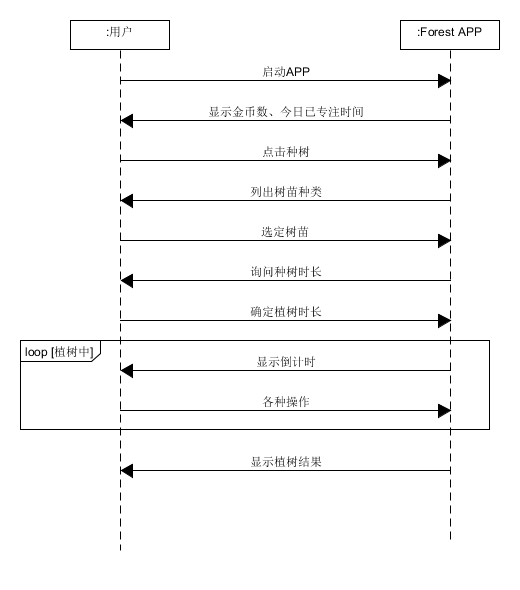 :用户
:Forest APP
启动APP
显示金币数、今日已专注时间
点击种树
列出树苗种类
选定树苗
询问种树时长
确定植树时长
loop [植树中]
显示倒计时
各种操作
显示植树结果